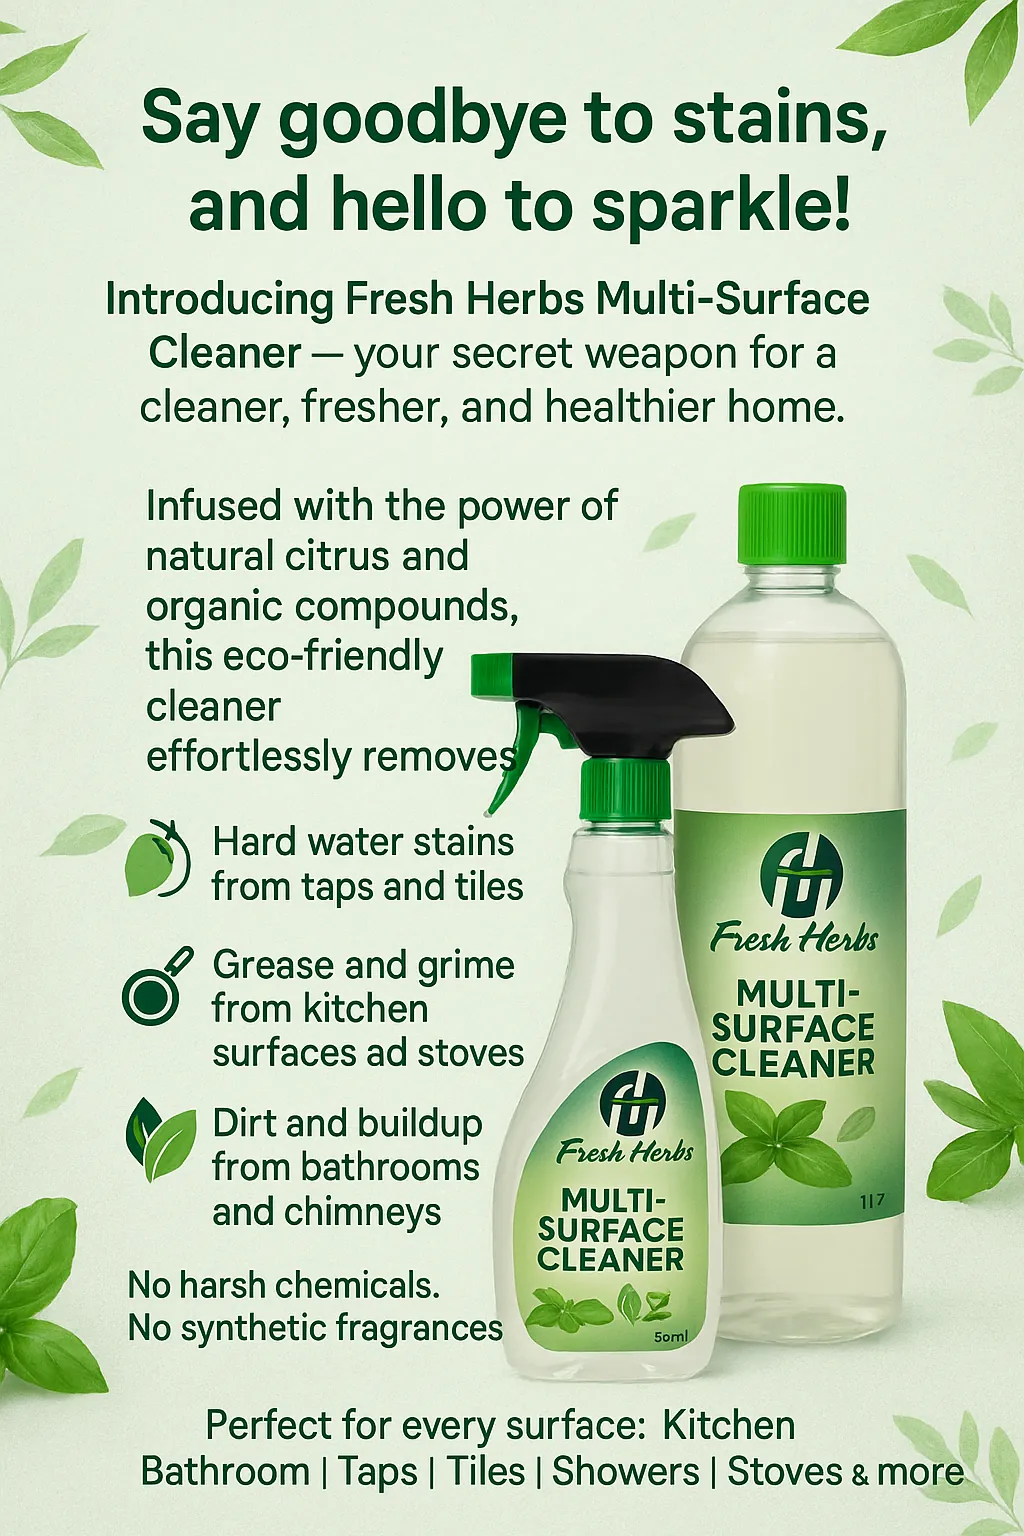 Say goodbye to stains,
and hello to sparkle!
Introducing Fresh Herbs Multi-Surface
Cleaner — your secret weapon for a
cleaner, fresher, and healthier home.
Infused with the power of
natural citrus and
organic compounds,
this eco-friendly
cleaner
effortlessly removes
Hard water stains
from taps and tiles
Grease and grime
from kitchen
surfaces ad stoves
Dirt and buildup
from bathrooms
and chimneys
No harsh chemicals.
No synthetic fragrances
Fresh Herbs
MULTI-
SURFACE
CLEANER
50ml
Fresh Herbs
MULTI-
SURFACE
CLEANER
117
Perfect for every surface: Kitchen
Bathroom | Taps | Tiles | Showers | Stoves & more